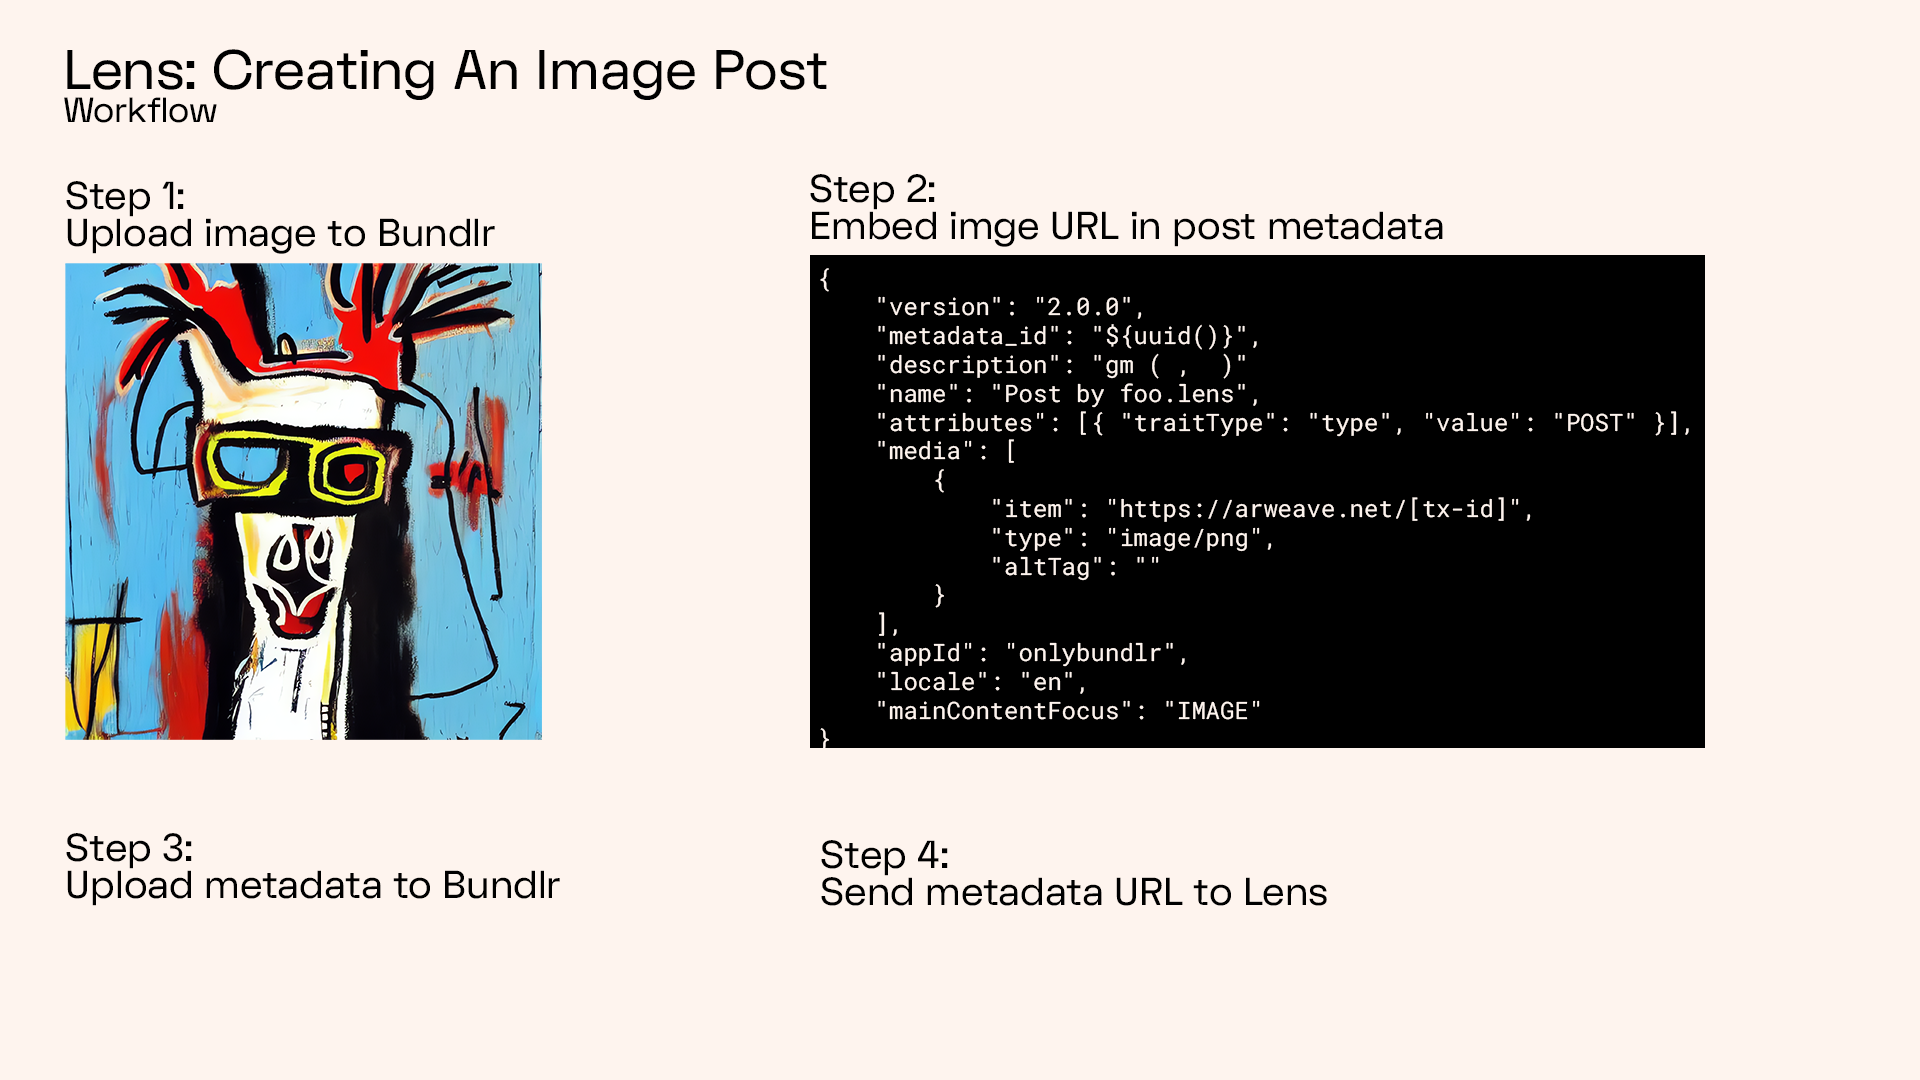 Lens: Creating An Image Post
Workflow
Step 1:
Upload image to Bundlr
Step 2:
Embed imge URL in post metadata
{
"version": "2.0.0",
"metadata_id": "${uuid()}",
"description": "gm ( ,  )"
"name": "Post by foo.lens",
"attributes": [{ "traitType": "type", "value": "POST" }],
"media": [
{
"item": "https://arweave.net/[tx-id]",
"type": "image/png",
"altTag": ""
}
],
"appId": "onlybundlr",
"locale": "en",
"mainContentFocus": "IMAGE"
}
Step 3:
Upload metadata to Bundlr
Step 4:
Send metadata URL to Lens